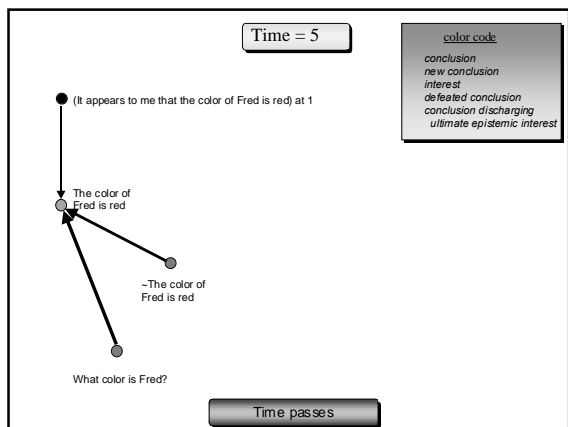 Time = 5
color code
conclusion
new conclusion
interest
defeated conclusion
conclusion discharging
ultimate epistemic interest
(It appears to me that the color of Fred is red) at 1
The color of
Fred is red
~The color of
Fred is red
What color is Fred?
Time passes